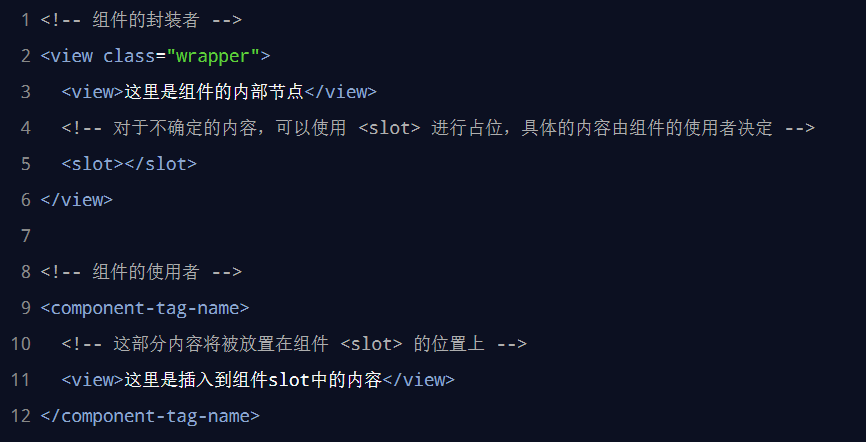 1 <!-- 组件的封装者 -->
2 <view class="wrapper">
3   <view>这里是组件的内部节点</view>
4   <!-- 对于不确定的内容，可以使用 <slot> 进行占位，具体的内容由组件的使用者决定 -->
5   <slot></slot>
6 </view>
7
8 <!-- 组件的使用者 -->
9 <component-tag-name>
10   <!-- 这部分内容将被放置在组件 <slot> 的位置上 -->
11   <view>这里是插入到组件slot中的内容</view>
12 </component-tag-name>